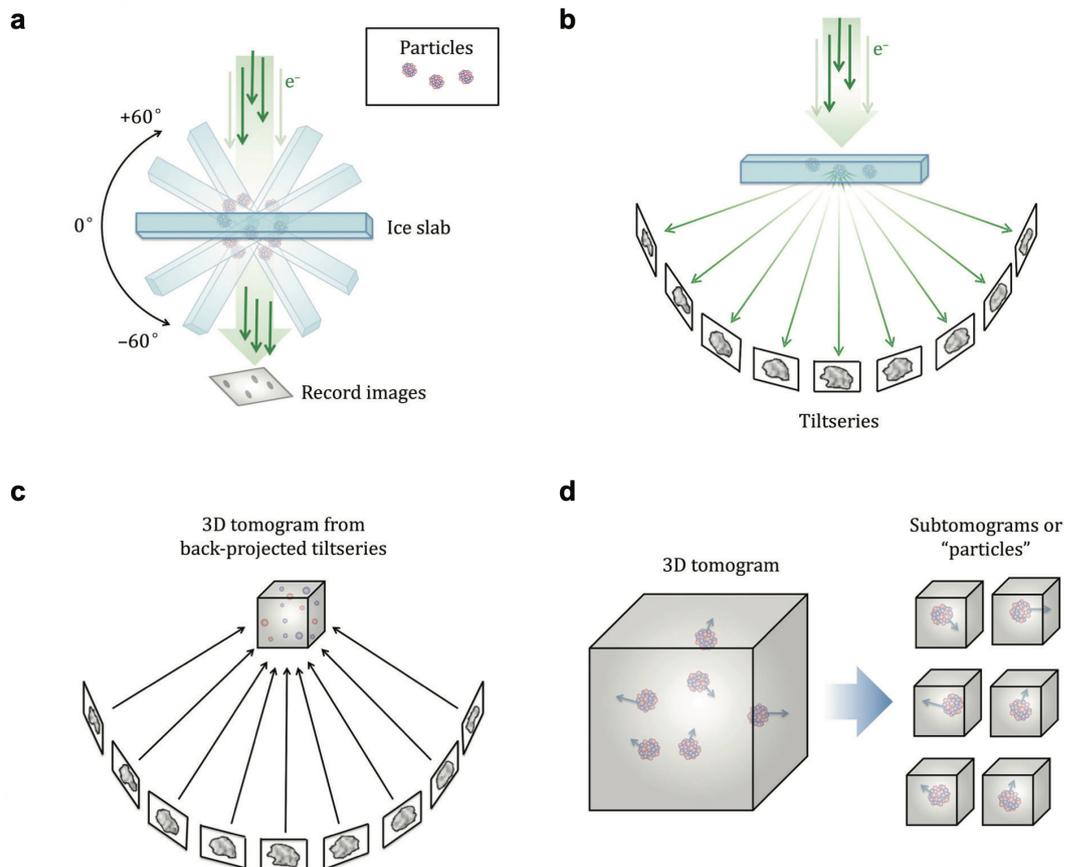 a
Particles
e⁻
+60°
0°
Ice slab
–60°
Record images
b
e⁻
Tiltseries
c
3D tomogram from
back-projected tiltseries
d
3D tomogram
Subtomograms or
“particles”